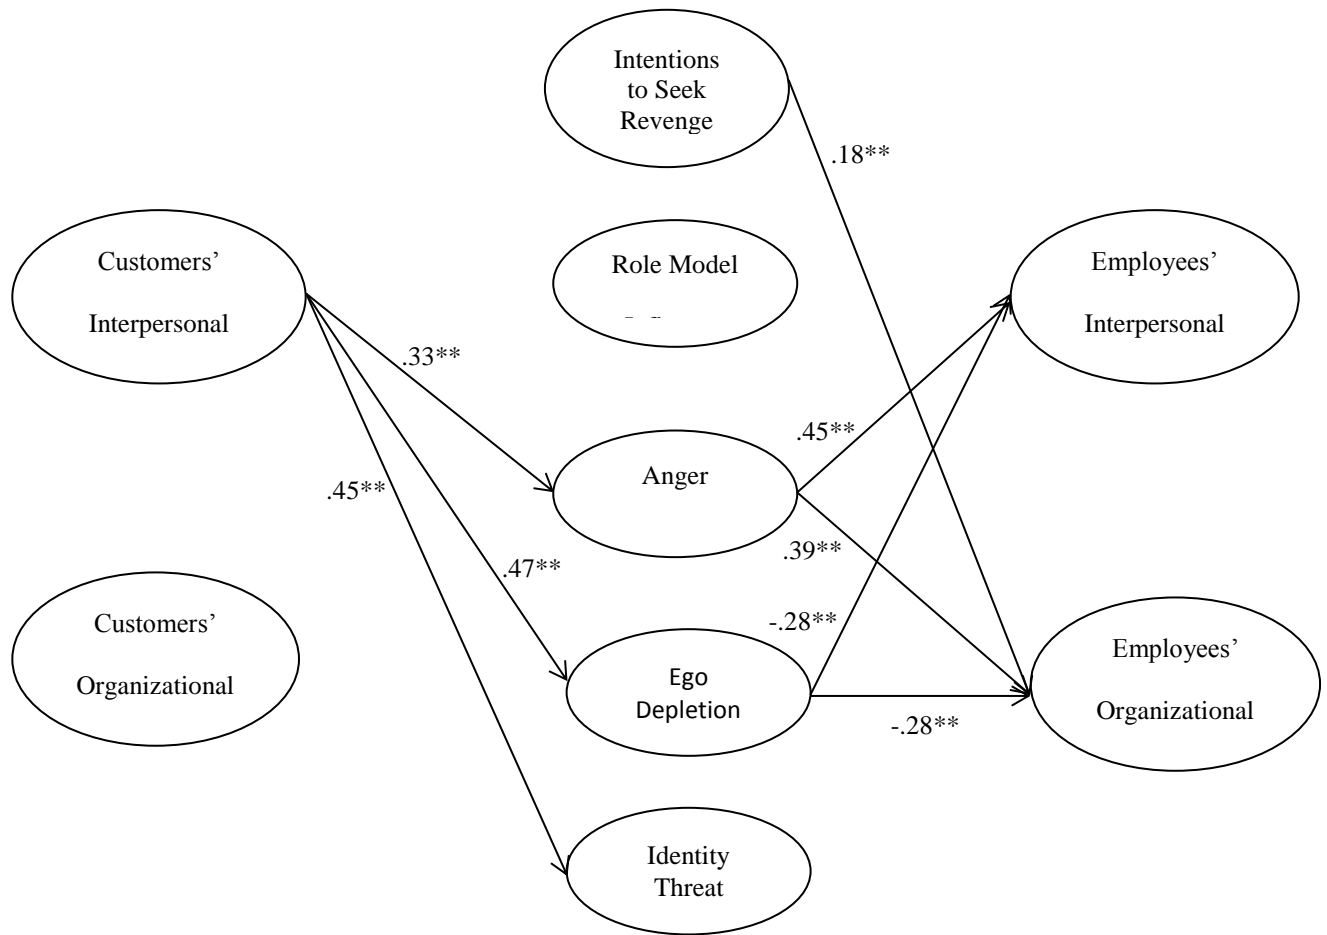 Intentions
to Seek
Revenge
.18**
Customers’
Interpersonal
Role Model
Employees’
Interpersonal
.33**
.45**
Anger
.45**
.39**
.47**
Customers’
Organizational
-.28**
Ego
Depletion
Employees’
Organizational
-.28**
Identity
Threat